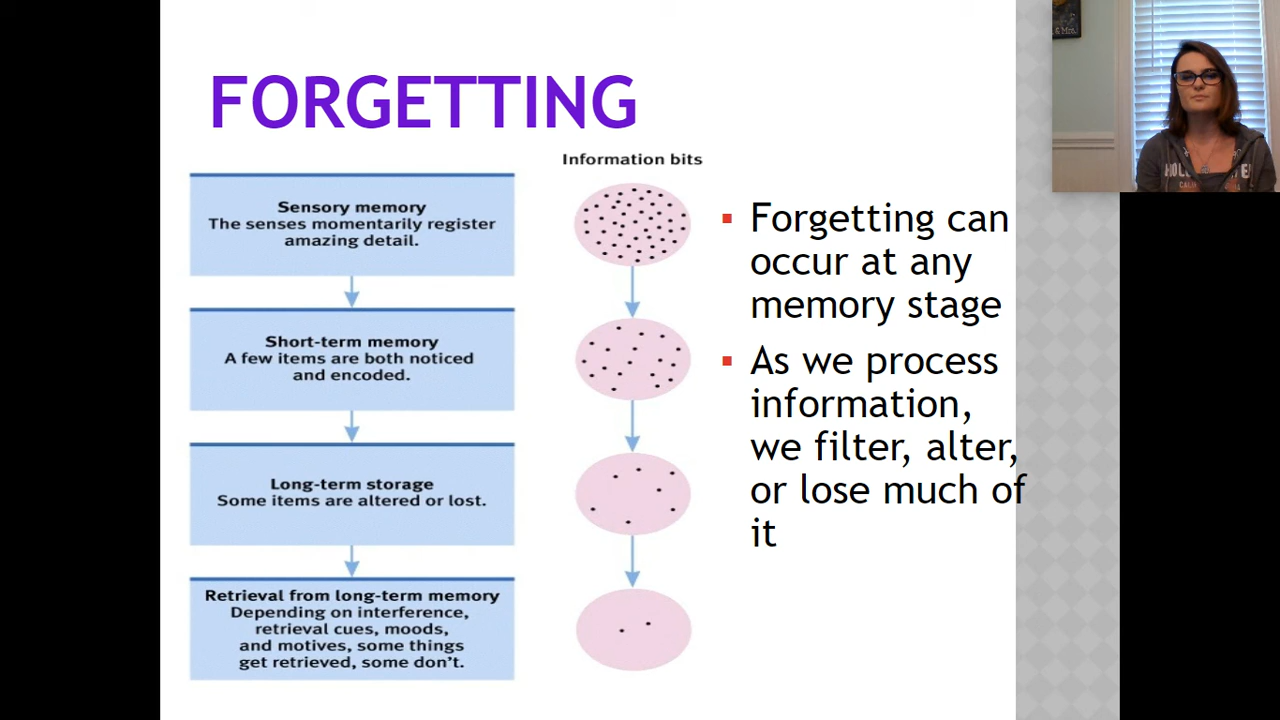 FORGETTING
Information bits
Sensory memory
The senses momentarily register
amazing detail.
Short-term memory
A few items are both noticed
and encoded.
Long-term storage
Some items are altered or lost.
Retrieval from long-term memory
Depending on interference,
retrieval cues, moods,
and motives, some things
get retrieved, some don't.
▪ Forgetting can
occur at any
memory stage
▪ As we process
information,
we filter, alter,
or lose much of
it